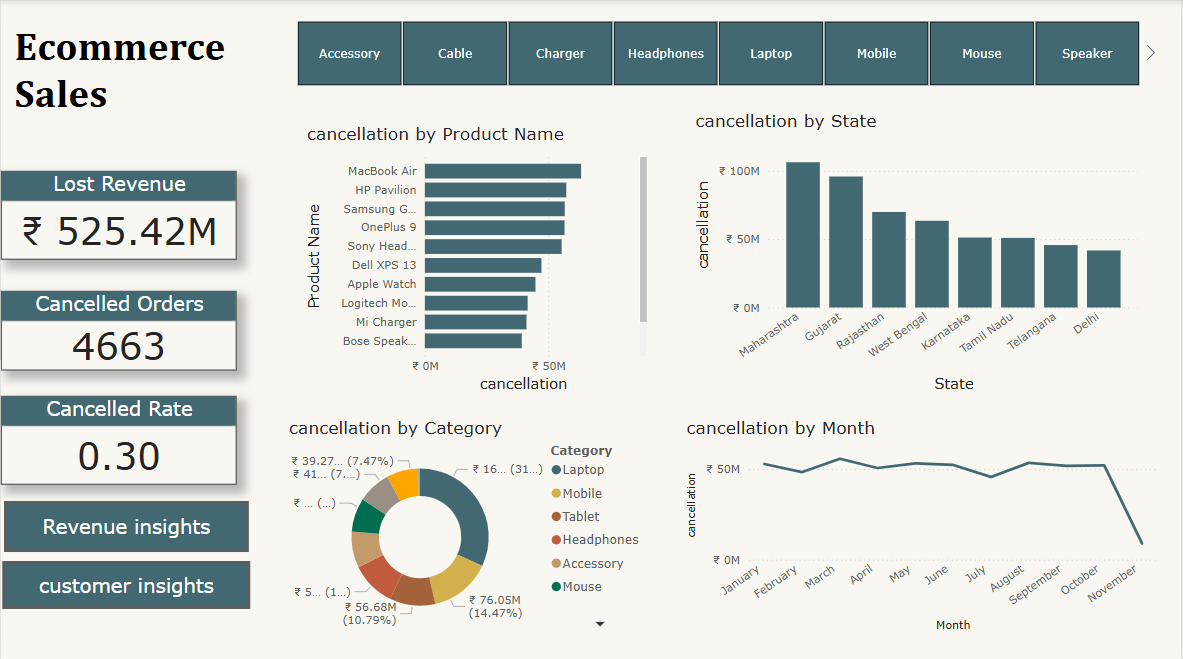 Ecommerce
Sales
Accessory
Cable
Charger
Headphones
Laptop
Mobile
Mouse
Speaker
Lost Revenue
₹ 525.42M
Cancelled Orders
4663
Cancelled Rate
0.30
Revenue insights
customer insights
cancellation by Product Name
Product Name
MacBook Air
HP Pavilion
Samsung G...
OnePlus 9
Sony Head...
Dell XPS 13
Apple Watch
Logitech Mo...
Mi Charger
Bose Speak...
₹ 0M
₹ 50M
cancellation
cancellation by State
cancellation
₹ 100M
₹ 50M
₹ 0M
Maharashtra
Gujarat
Rajasthan
West Bengal
Karnataka
Tamil Nadu
Telangana
Delhi
State
cancellation by Category
₹ 39.27... (7.47%)
₹ 41... (7....)
₹ ... (...)
₹ 5... (1...)
₹ 56.68M
(10.79%)
₹ 16... (31...)
₹ 76.05M
(14.47%)
Category
Laptop
Mobile
Tablet
Headphones
Accessory
Mouse
cancellation by Month
cancellation
₹ 50M
₹ 0M
January
February
March
April
May
June
July
August
September
October
November
Month